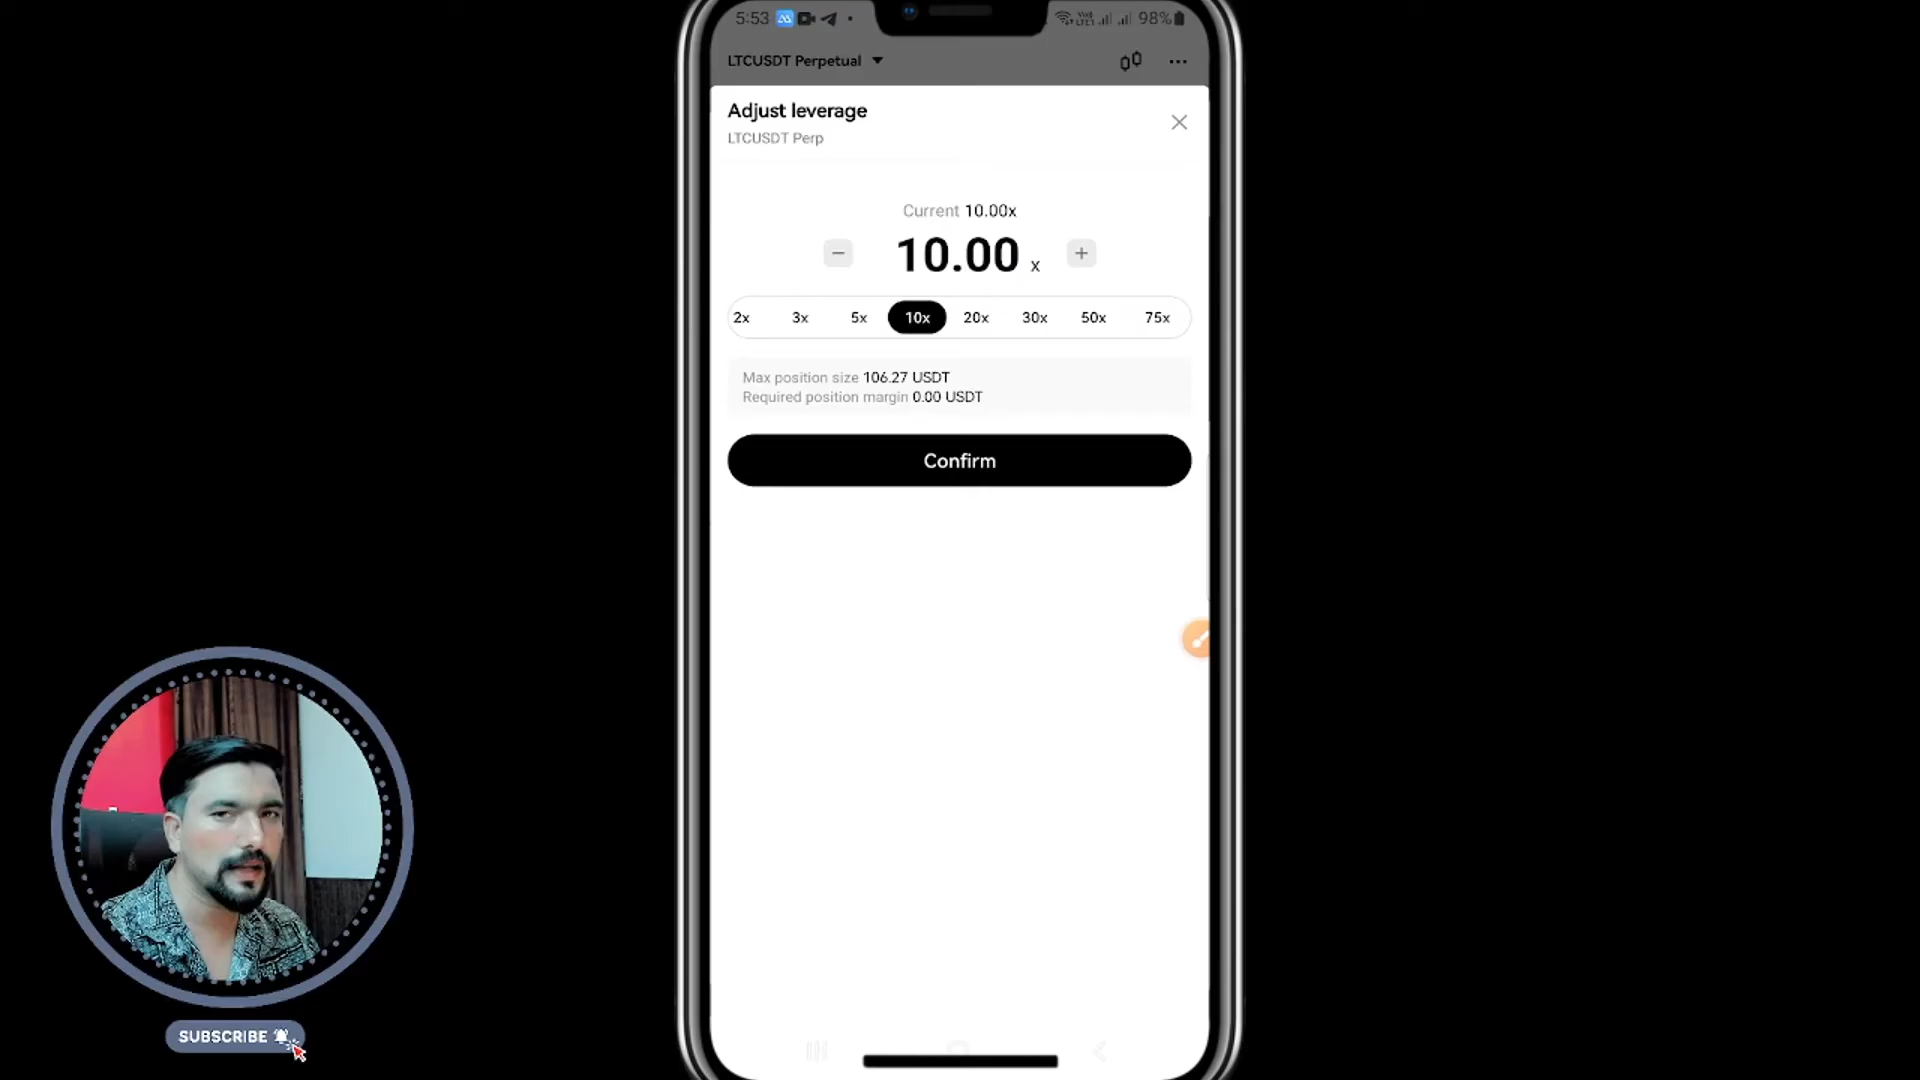 5:53
98%
LTCUSDT Perpetual
Adjust leverage
LTCUSDT Perp
Current 10.00x
10.00 x
2x 3x 5x 10x 20x 30x 50x 75x
Max position size 106.27 USDT
Required position margin 0.00 USDT
Confirm
SUBSCRIBE